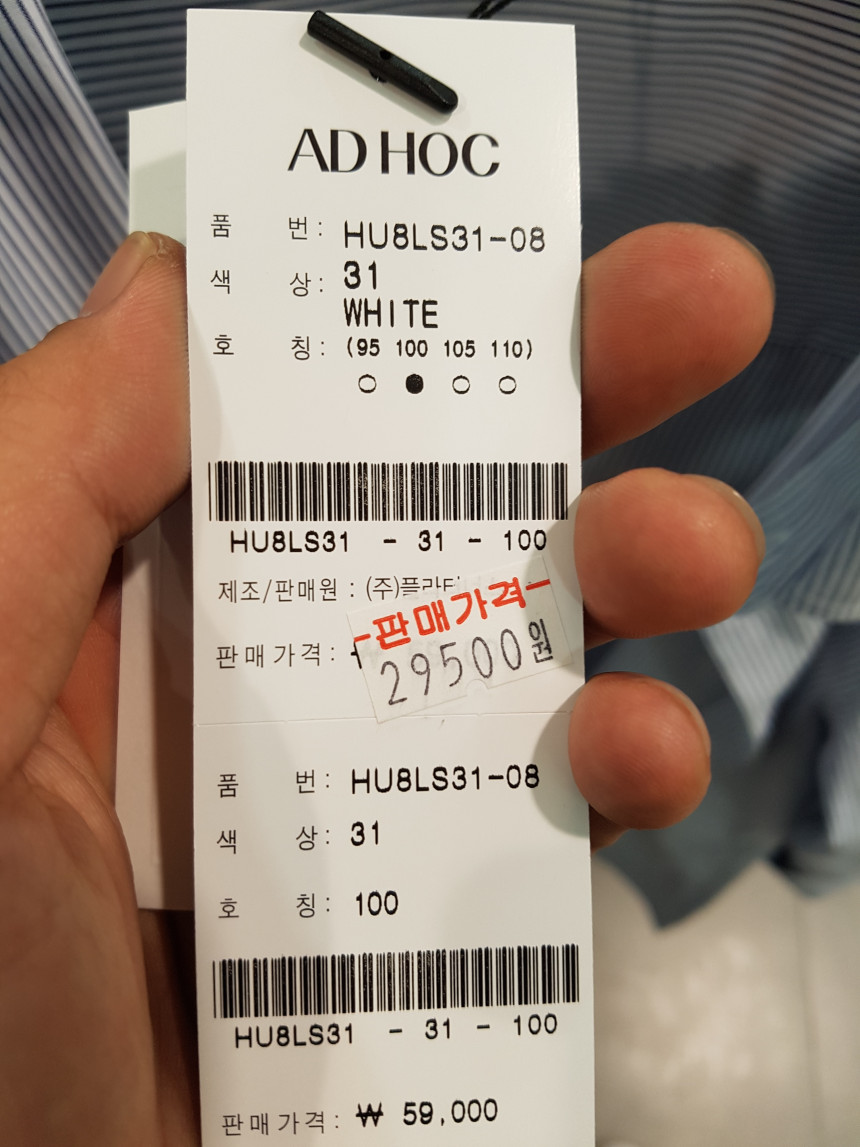 AD HOC
품 번 : HU8LS31-08
색 상 : 31
WHITE
호 칭 : (95 100 105 110)
HU8LS31 - 31 - 100
제조/판매원 : (주)플라
-판매가격-
판매가격 : 29500원
품 번 : HU8LS31-08
색 상 : 31
호 칭 : 100
HU8LS31 - 31 - 100
판매가격 : ₩ 59,000